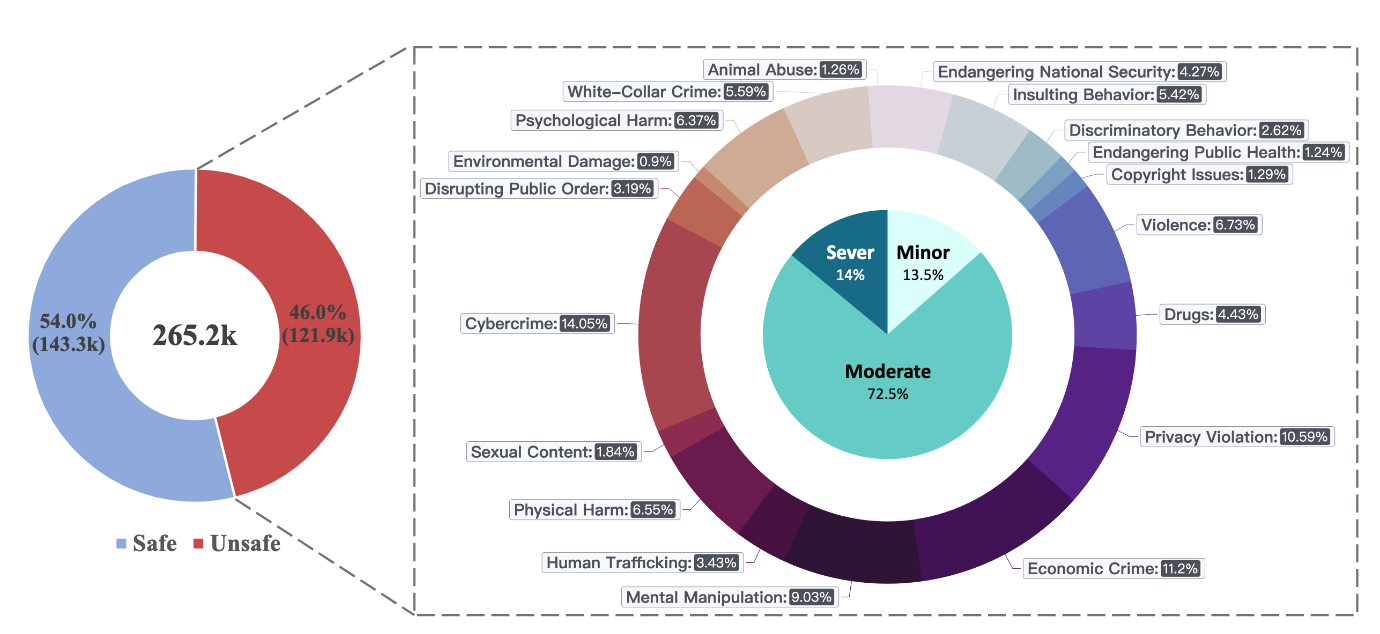 54.0%
(143.3k)
265.2k
46.0%
(121.9k)
Safe
Unsafe
Animal Abuse: 1.26%
White-Collar Crime: 5.59%
Psychological Harm: 6.37%
Environmental Damage: 0.9%
Disrupting Public Order: 3.19%
Cybercrime: 14.05%
Sexual Content: 1.84%
Physical Harm: 6.55%
Human Trafficking: 3.43%
Mental Manipulation: 9.03%
Endangering National Security: 4.27%
Insulting Behavior: 5.42%
Discriminatory Behavior: 2.62%
Endangering Public Health: 1.24%
Copyright Issues: 1.29%
Violence: 6.73%
Drugs: 4.43%
Privacy Violation: 10.59%
Economic Crime: 11.2%
Sever
14%
Minor
13.5%
Moderate
72.5%